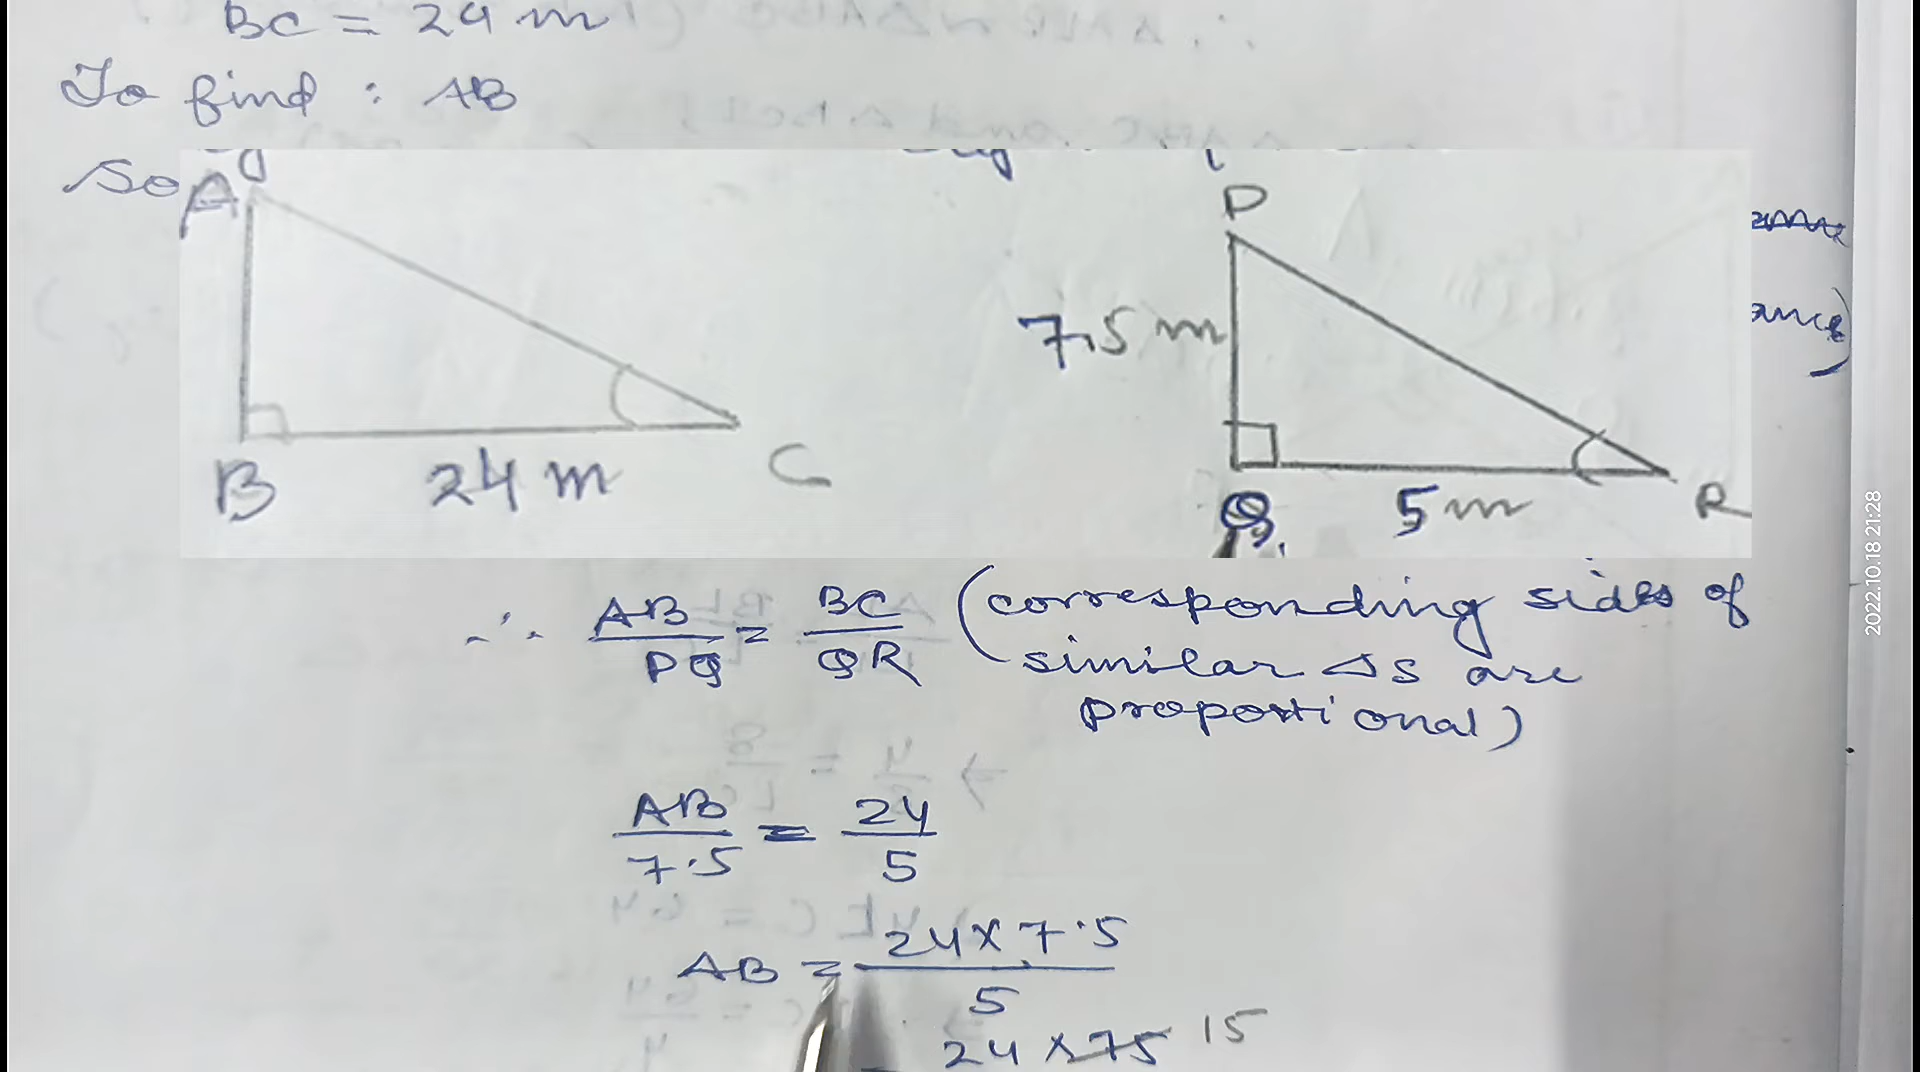 BC = 24 m
To find : AB
So
A
P
7.5 m
B 24 m C
Q 5 m R
∴ AB/PQ = BC/QR (corresponding sides of
similar Δs are
proportional)
AB/7.5 = 24/5
AB = 24 × 7.5/5
24 × 75 15
2022.10.18 21:28